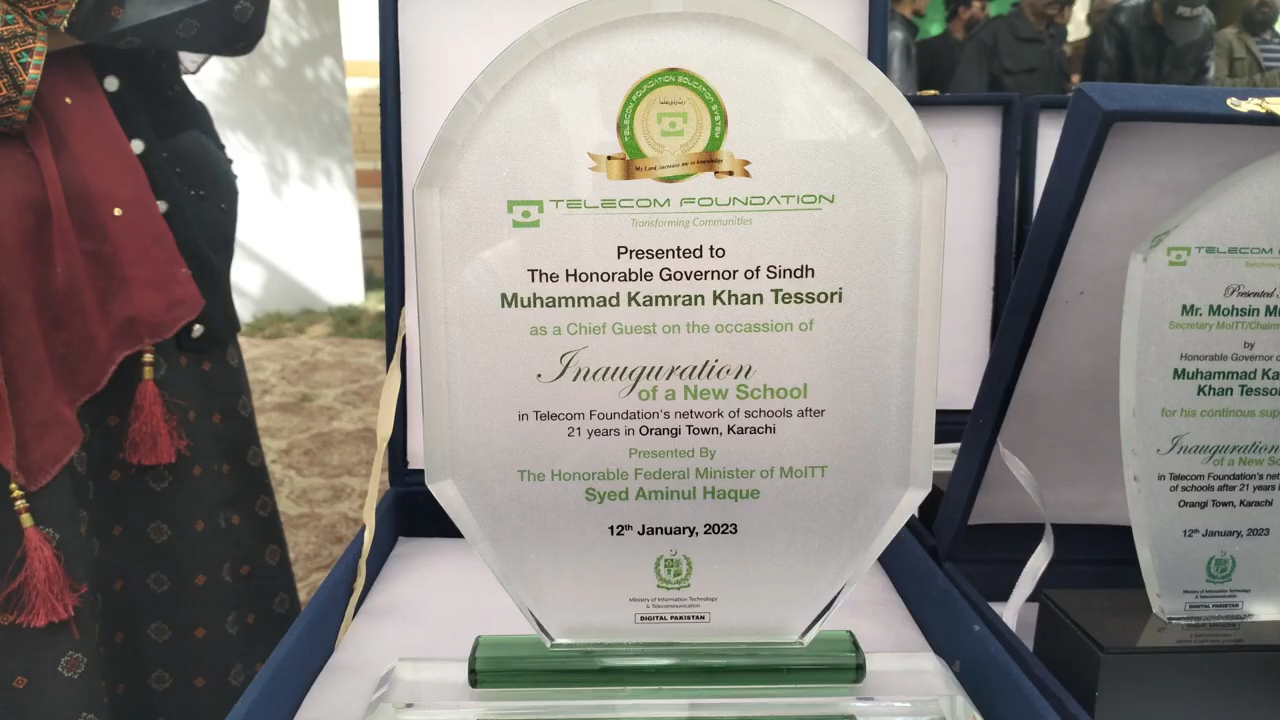 TELECOM FOUNDATION EDUCATION SYSTEM
My Lord, increase me in knowledge
TELECOM FOUNDATION
Transforming Communities
Presented to
The Honorable Governor of Sindh
Muhammad Kamran Khan Tessori
as a Chief Guest on the occassion of
Inauguration
of a New School
in Telecom Foundation's network of schools after
21 years in Orangi Town, Karachi
Presented By
The Honorable Federal Minister of MoITT
Syed Aminul Haque
12th January, 2023
Ministry of Information Technology
& Telecommunication
DIGITAL PAKISTAN
TELECOM
Presented
Mr. Mohsin
Secretary MoITT/
by
Honorable Governor
Muhammad
Khan
for his continous
Inauguration
of a New
in Telecom Foundation's
of schools after 21 years
Orangi Town, Karachi
12th January, 2023
Ministry of Information Technology
& Telecommunication
DIGITAL PAKISTAN